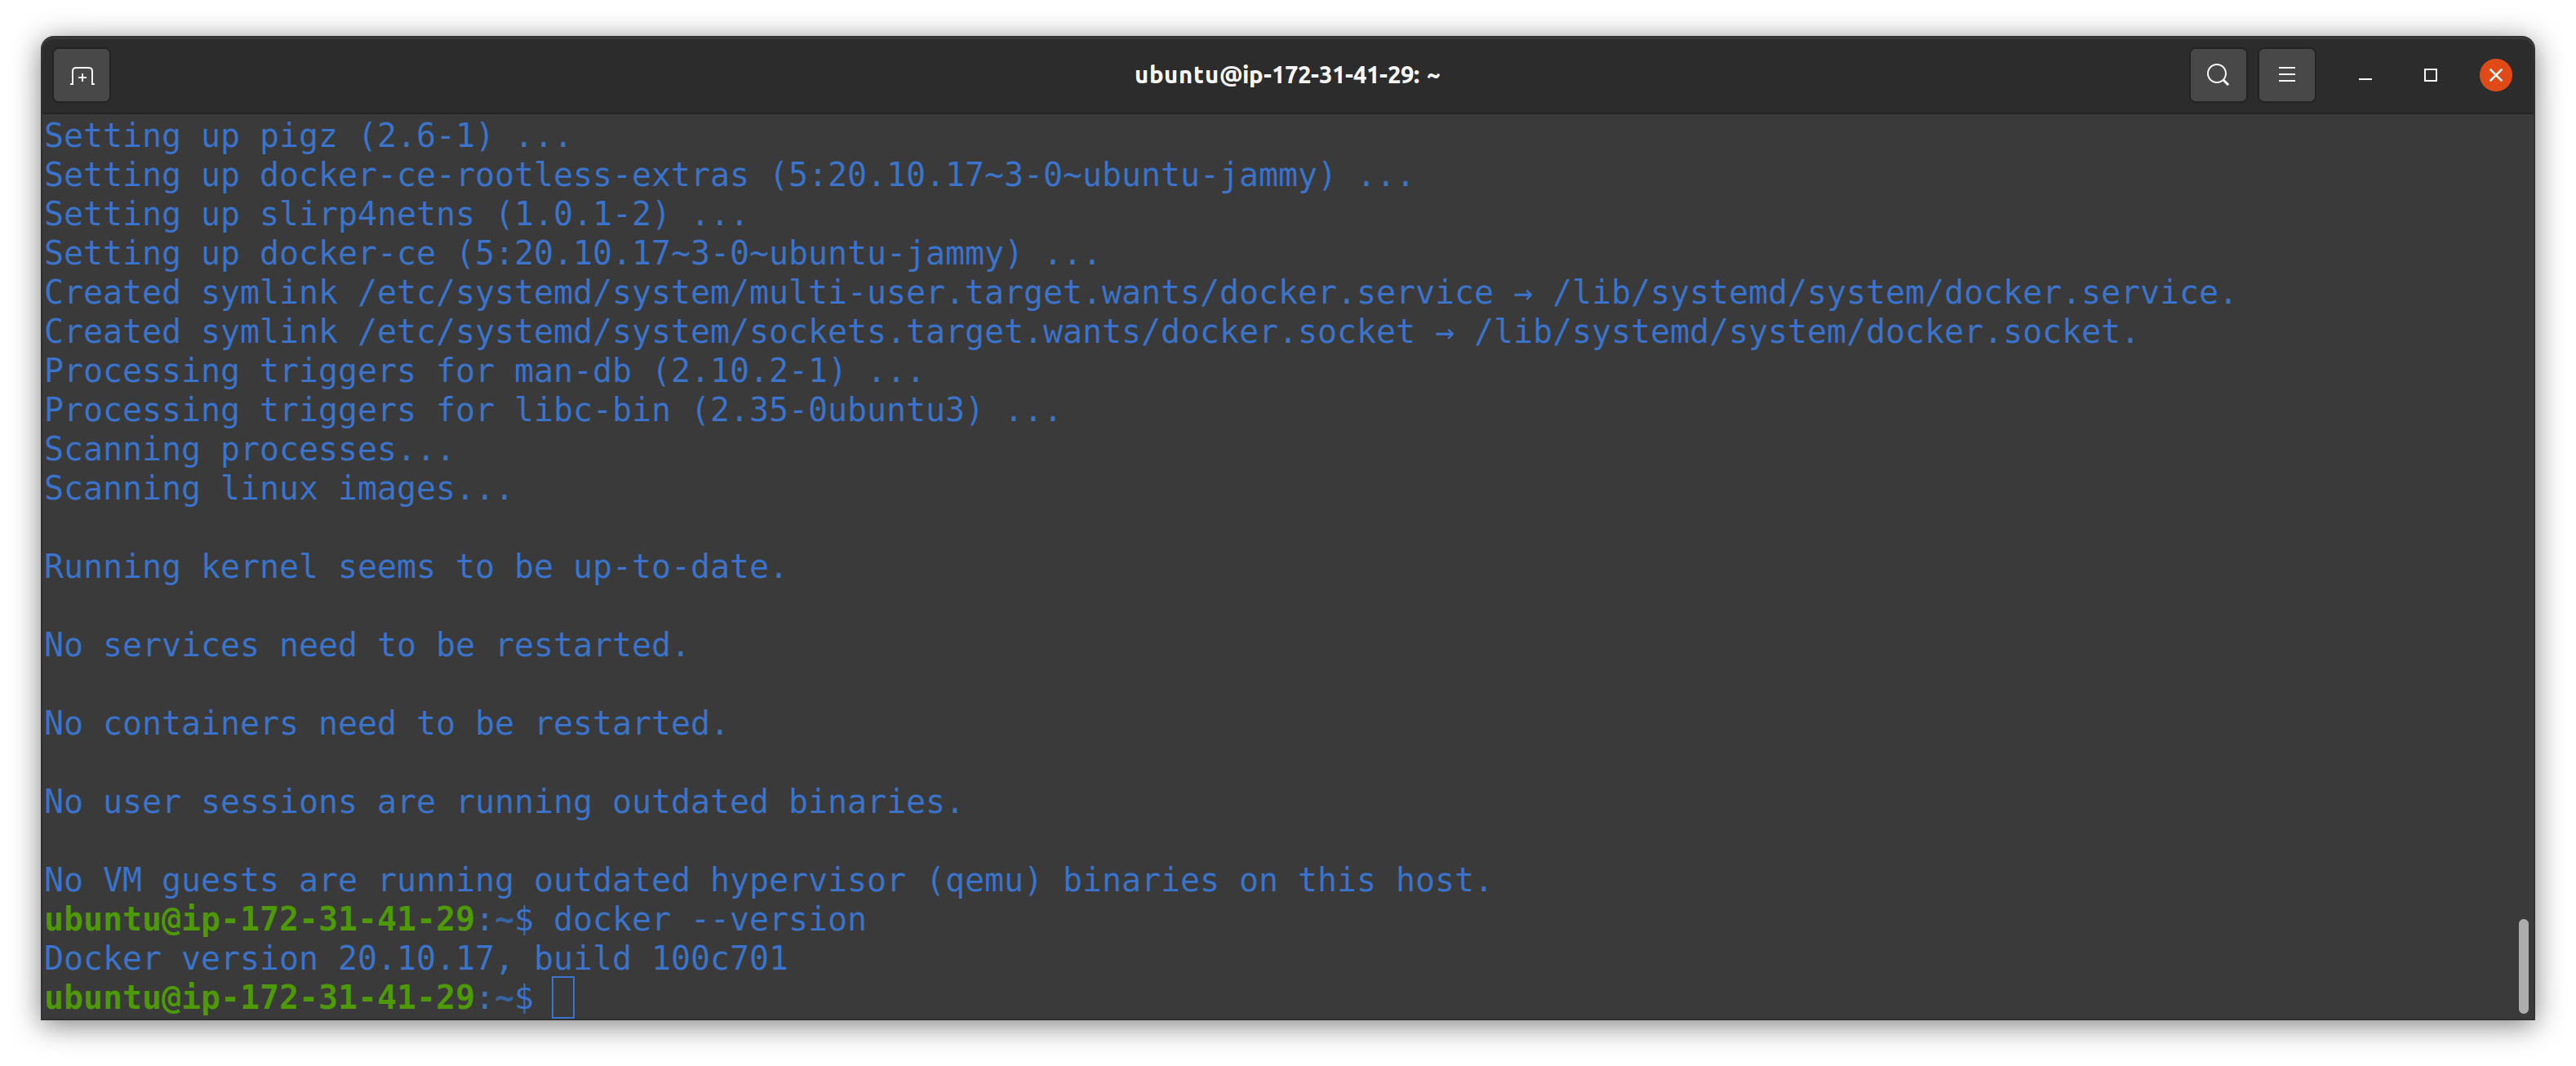 ubuntu@ip-172-31-41-29: ~
Setting up pigz (2.6-1) ...
Setting up docker-ce-rootless-extras (5:20.10.17~3-0~ubuntu-jammy) ...
Setting up slirp4netns (1.0.1-2) ...
Setting up docker-ce (5:20.10.17~3-0~ubuntu-jammy) ...
Created symlink /etc/systemd/system/multi-user.target.wants/docker.service → /lib/systemd/system/docker.service.
Created symlink /etc/systemd/system/sockets.target.wants/docker.socket → /lib/systemd/system/docker.socket.
Processing triggers for man-db (2.10.2-1) ...
Processing triggers for libc-bin (2.35-0ubuntu3) ...
Scanning processes...
Scanning linux images...
Running kernel seems to be up-to-date.
No services need to be restarted.
No containers need to be restarted.
No user sessions are running outdated binaries.
No VM guests are running outdated hypervisor (qemu) binaries on this host.
ubuntu@ip-172-31-41-29:~$ docker --version
Docker version 20.10.17, build 100c701
ubuntu@ip-172-31-41-29:~$